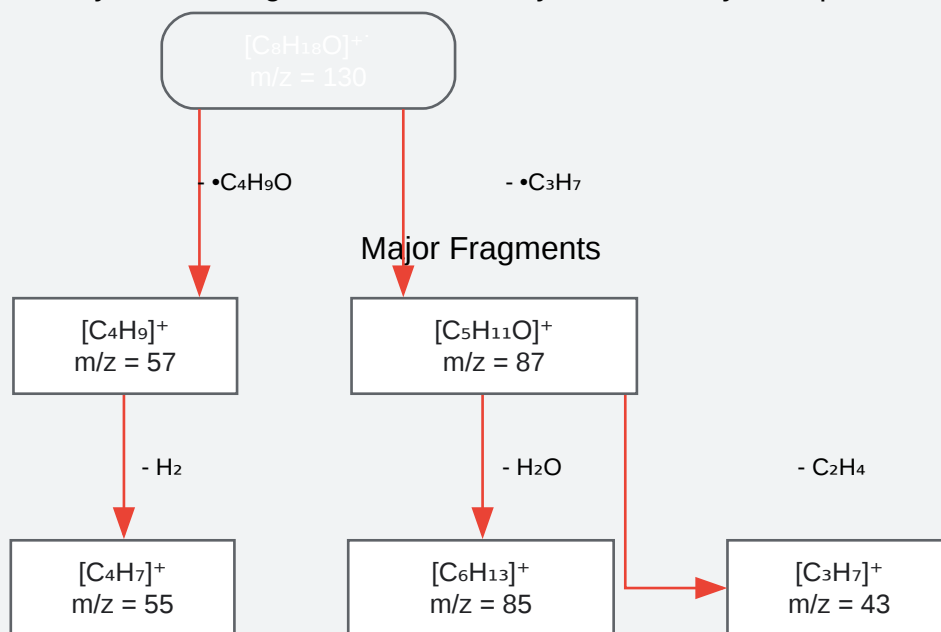 [C₈H₁₈O]⁺˙
m/z = 130
- •C₄H₉O
- •C₃H₇
Major Fragments
[C₄H₉]⁺
m/z = 57
[C₅H₁₁O]⁺
m/z = 87
- H₂
- H₂O
- C₂H₄
[C₄H₇]⁺
m/z = 55
[C₆H₁₃]⁺
m/z = 85
[C₃H₇]⁺
m/z = 43